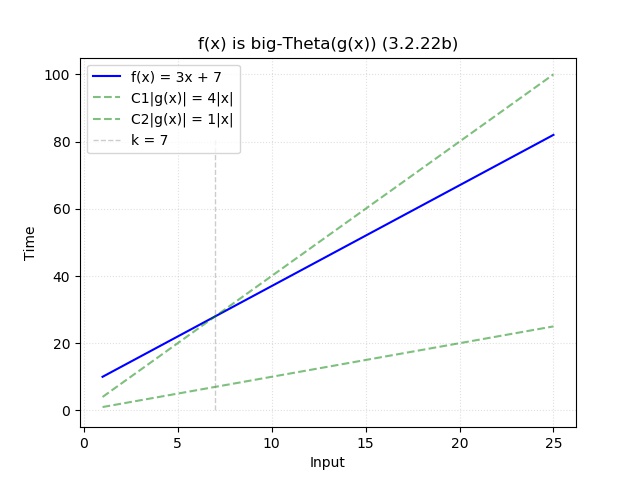 f(x) is big-Theta(g(x)) (3.2.22b)
f(x) = 3x + 7
C1|g(x)| = 4|x|
C2|g(x)| = 1|x|
k = 7
100
80
60
40
20
0
Time
0 5 10 15 20 25
Input